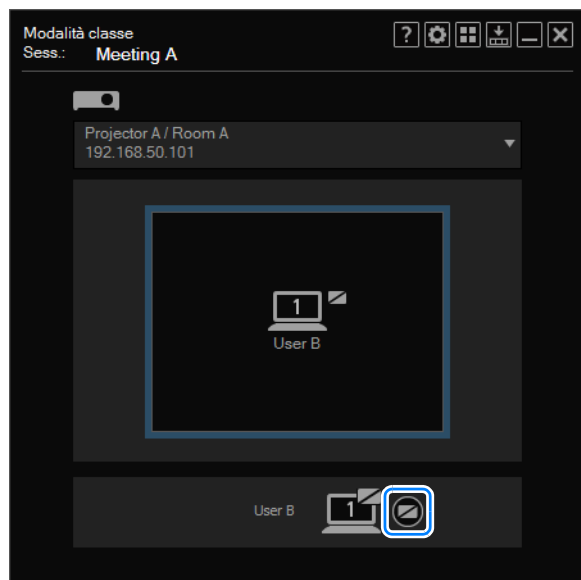 Modalità classe
Sess.: Meeting A
?
Projector A / Room A
192.168.50.101
1
User B
User B
1